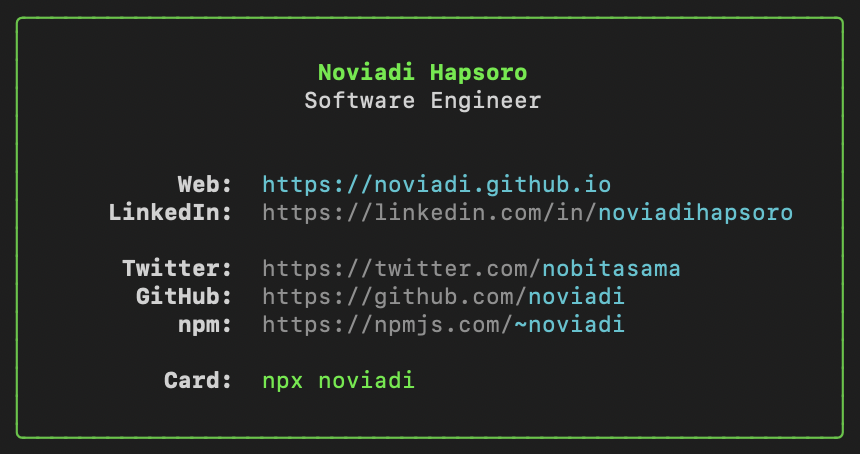 Noviadi Hapsoro
Software Engineer
Web: https://noviadi.github.io
LinkedIn: https://linkedin.com/in/noviadihapsoro
Twitter: https://twitter.com/nobitasama
GitHub: https://github.com/noviadi
npm: https://npmjs.com/~noviadi
Card: npx noviadi